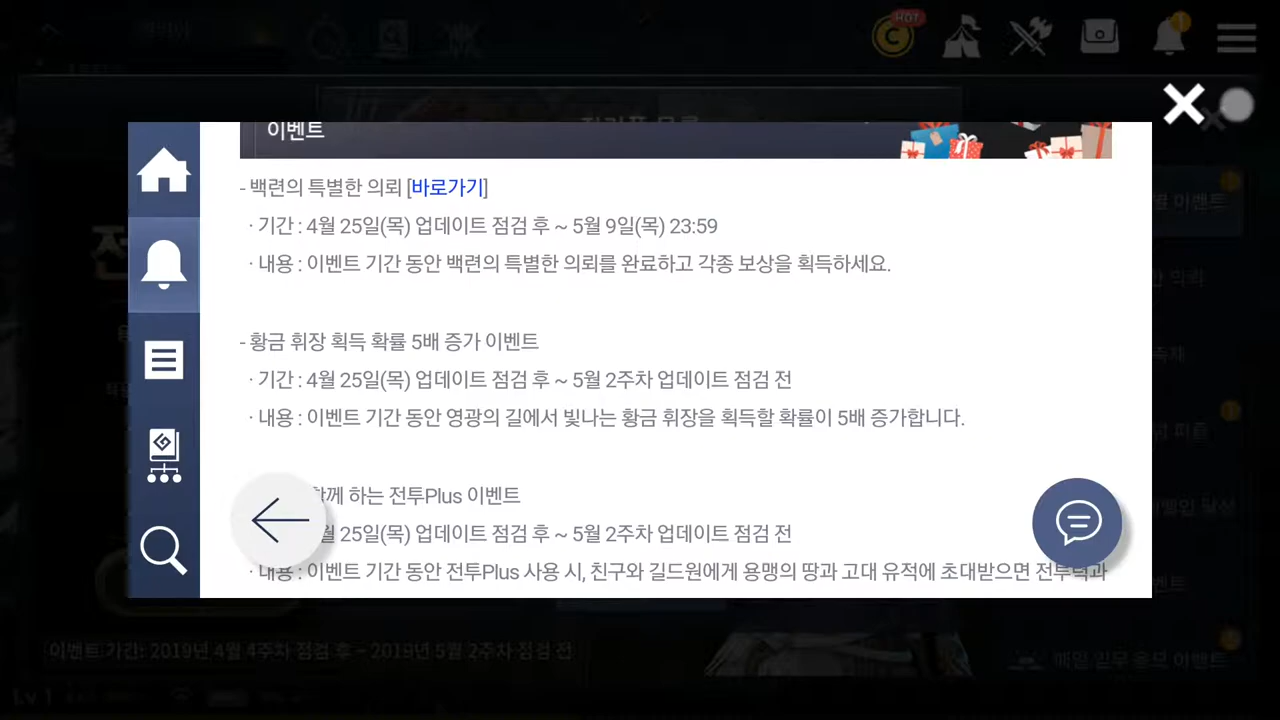 HOT
1
이벤트
- 백련의 특별한 의뢰 [바로가기]
· 기간 : 4월 25일(목) 업데이트 점검 후 ~ 5월 9일(목) 23:59
· 내용 : 이벤트 기간 동안 백련의 특별한 의뢰를 완료하고 각종 보상을 획득하세요.
- 황금 휘장 획득 확률 5배 증가 이벤트
· 기간 : 4월 25일(목) 업데이트 점검 후 ~ 5월 2주차 업데이트 점검 전
· 내용 : 이벤트 기간 동안 영광의 길에서 빛나는 황금 휘장을 획득할 확률이 5배 증가합니다.
함께 하는 전투Plus 이벤트
월 25일(목) 업데이트 점검 후 ~ 5월 2주차 업데이트 점검 전
· 내용 : 이벤트 기간 동안 전투Plus 사용 시, 친구와 길드원에게 용맹의 땅과 고대 유적에 초대받으면 전투력과
이벤트 기간: 2019년 4월 4주차 점검 후 ~ 2019년 5월 2주차 점검 전
Lv 1